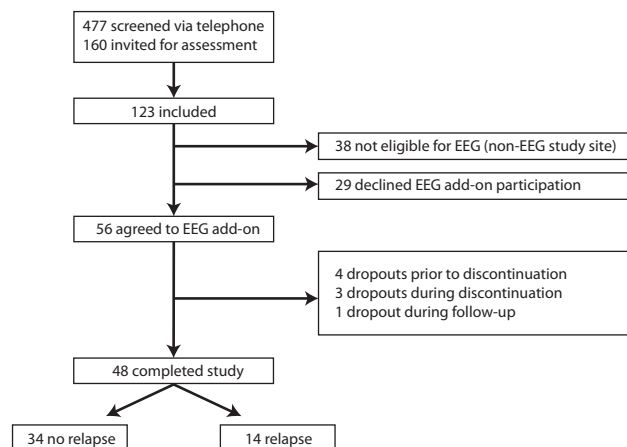 477 screened via telephone
160 invited for assessment
123 included
38 not eligible for EEG (non-EEG study site)
29 declined EEG add-on participation
56 agreed to EEG add-on
4 dropouts prior to discontinuation
3 dropouts during discontinuation
1 dropout during follow-up
48 completed study
34 no relapse
14 relapse